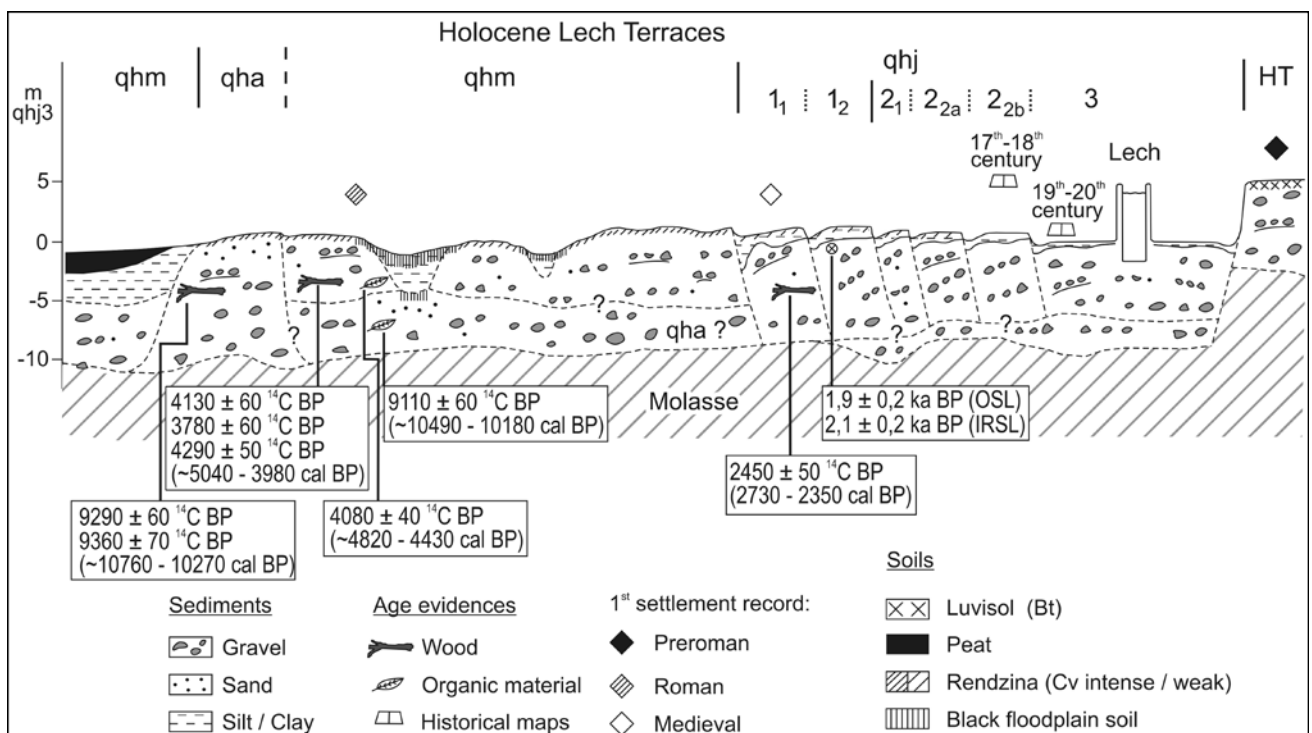 Holocene Lech Terraces
qhm
qha
qhm
qhj
HT
1₁
1₂
2₁
2₂ₐ
2₂b
3
m
qhj3
17th-18th
century
Lech
19th-20th
century
5
0
-5
-10
?
?
qha ?
?
?
Molasse
4130 ± 60 ¹⁴C BP
3780 ± 60 ¹⁴C BP
4290 ± 50 ¹⁴C BP
(~5040 - 3980 cal BP)
9110 ± 60 ¹⁴C BP
(~10490 - 10180 cal BP)
1,9 ± 0,2 ka BP (OSL)
2,1 ± 0,2 ka BP (IRSL)
2450 ± 50 ¹⁴C BP
(2730 - 2350 cal BP)
9290 ± 60 ¹⁴C BP
9360 ± 70 ¹⁴C BP
(~10760 - 10270 cal BP)
4080 ± 40 ¹⁴C BP
(~4820 - 4430 cal BP)
Sediments
Gravel
Sand
Silt / Clay
Age evidences
Wood
Organic material
Historical maps
1st settlement record:
Preroman
Roman
Medieval
Soils
Luvisol (Bt)
Peat
Rendzina (Cv intense / weak)
Black floodplain soil